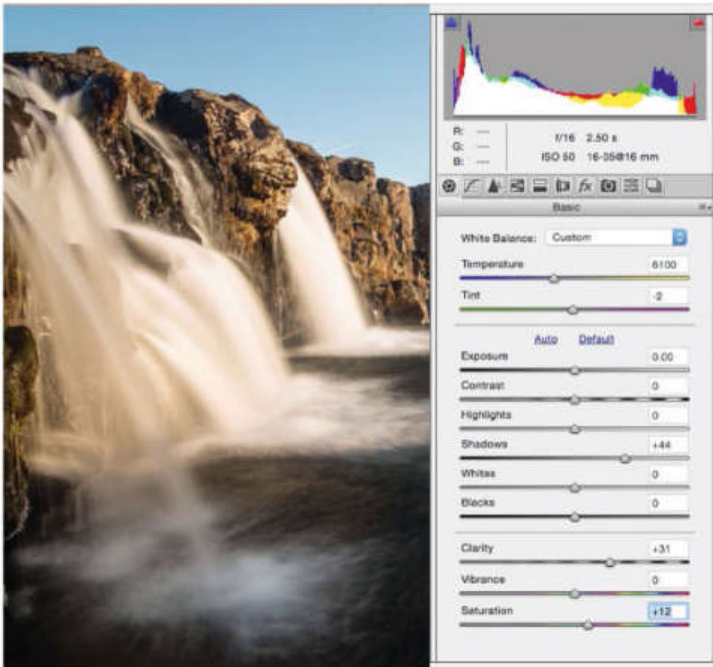 R: ---
G: ---
B: ---
f/16 2.50 s
ISO 50 16-35@16 mm
fx
Basic
White Balance: Custom
Temperature 6100
Tint -2
Auto Default
Exposure 0.00
Contrast 0
Highlights 0
Shadows +44
Whites 0
Blacks 0
Clarity +31
Vibrance 0
Saturation +12